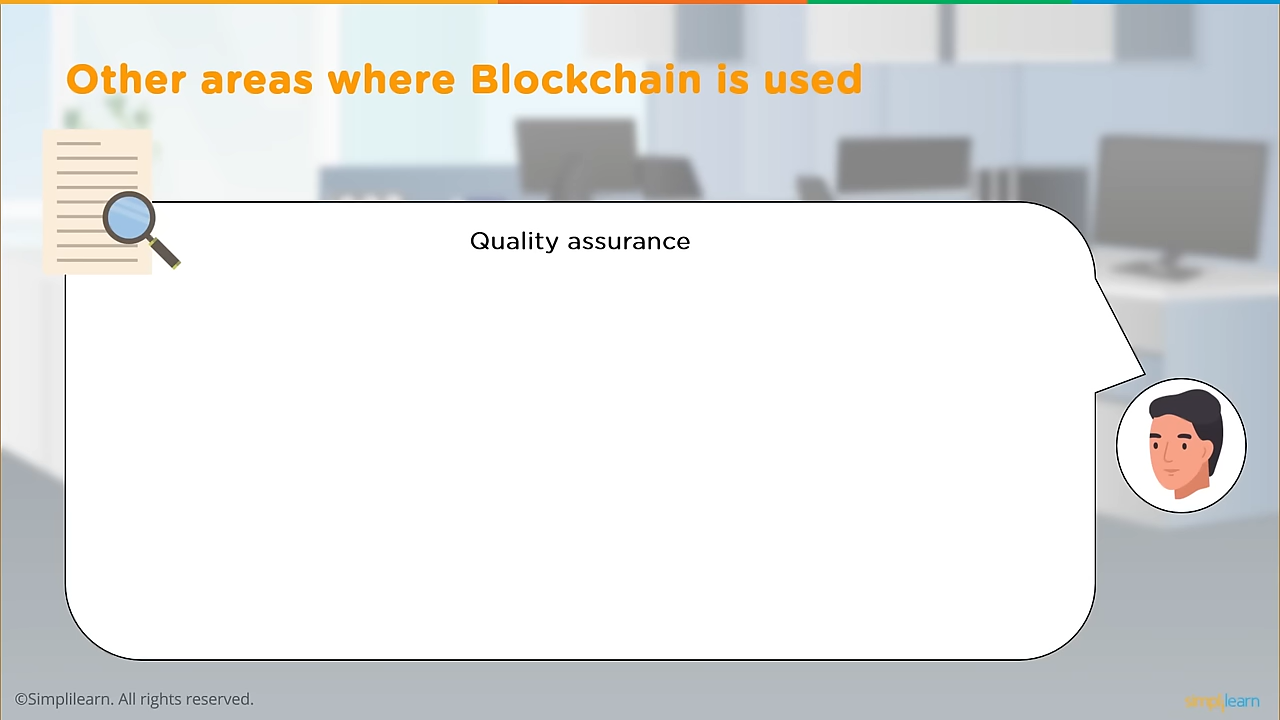 Other areas where Blockchain is used
Quality assurance
©Simplilearn. All rights reserved.
simplilearn